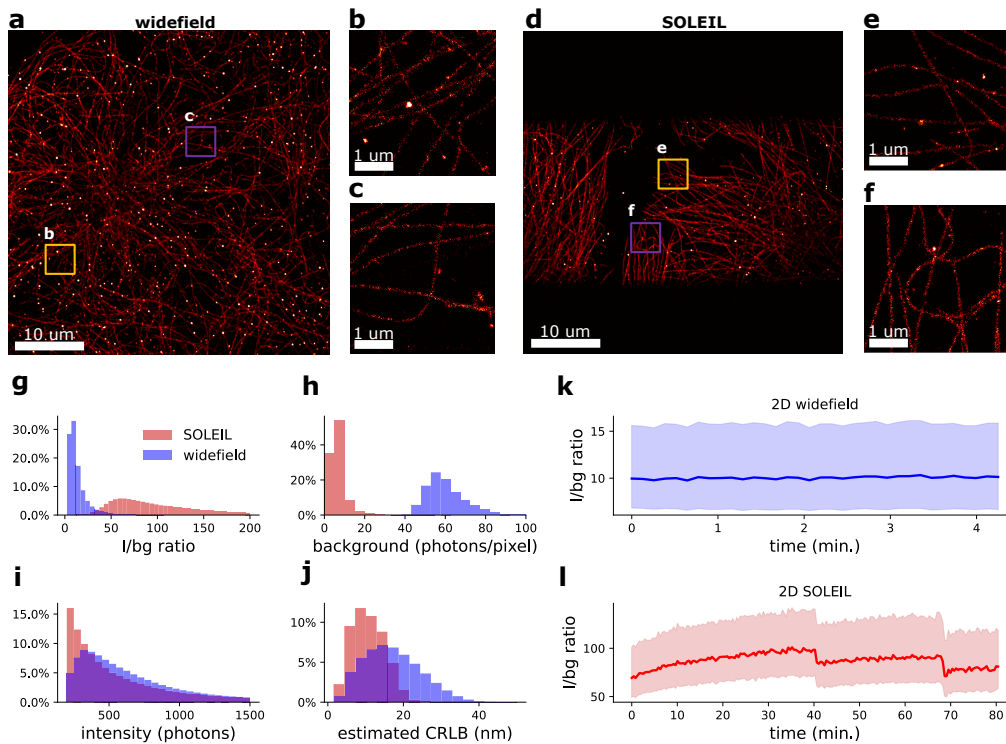 a
widefield
b
d
SOLEIL
e
c
b
10 um
1 um
c
1 um
e
f
10 um
1 um
f
1 um
g
30.0%
20.0%
10.0%
0.0%
SOLEIL
widefield
0 50 100 150 200
I/bg ratio
h
40%
20%
0%
0 20 40 60 80 100
background (photons/pixel)
k
2D widefield
I/bg ratio
15
10
0 1 2 3 4
time (min.)
i
15.0%
10.0%
5.0%
0.0%
500 1000 1500
intensity (photons)
j
10%
5%
0%
0 20 40
estimated CRLB (nm)
l
2D SOLEIL
I/bg ratio
100
50
0 10 20 30 40 50 60 70 80
time (min.)